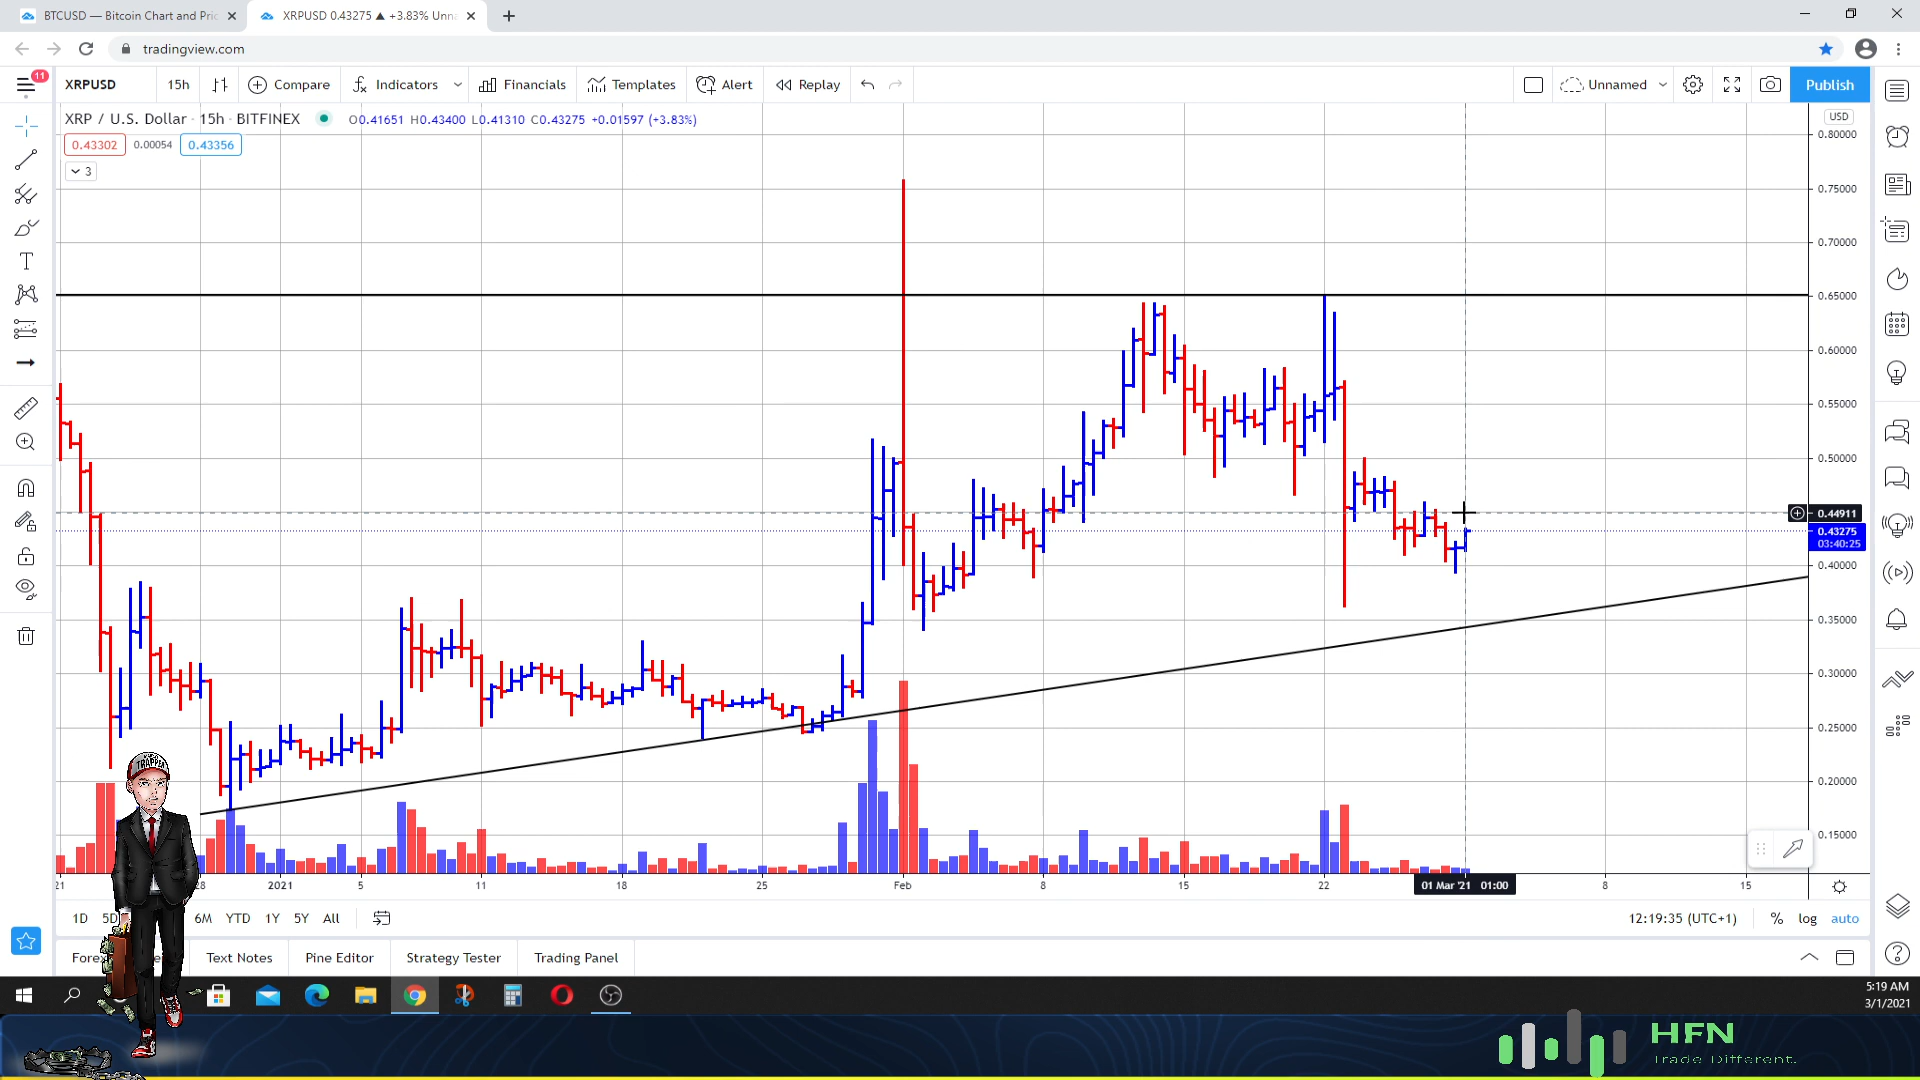 BTCUSD — Bitcoin Chart and Pric
XRPUSD 0.43275 ▲ +3.83% Unna
tradingview.com
11
XRPUSD
15h
Compare
Indicators
Financials
Templates
Alert
Replay
Unnamed
Publish
XRP / U.S. Dollar · 15h · BITFINEX
O0.41651 H0.43400 L0.41310 C0.43275 +0.01597 (+3.83%)
0.43302
0.00054
0.43356
3
USD
0.80000
0.75000
0.70000
0.65000
0.60000
0.55000
0.50000
0.44911
0.43275
03:40:25
0.40000
0.35000
0.30000
0.25000
0.20000
0.15000
TRAPPER
21
28
2021
5
11
18
25
Feb
8
15
22
01 Mar '21 01:00
8
15
1D
5D
6M
YTD
1Y
5Y
All
12:19:35 (UTC+1)
%
log
auto
Text Notes
Pine Editor
Strategy Tester
Trading Panel
5:19 AM
3/1/2021
HFN
Trade Different.